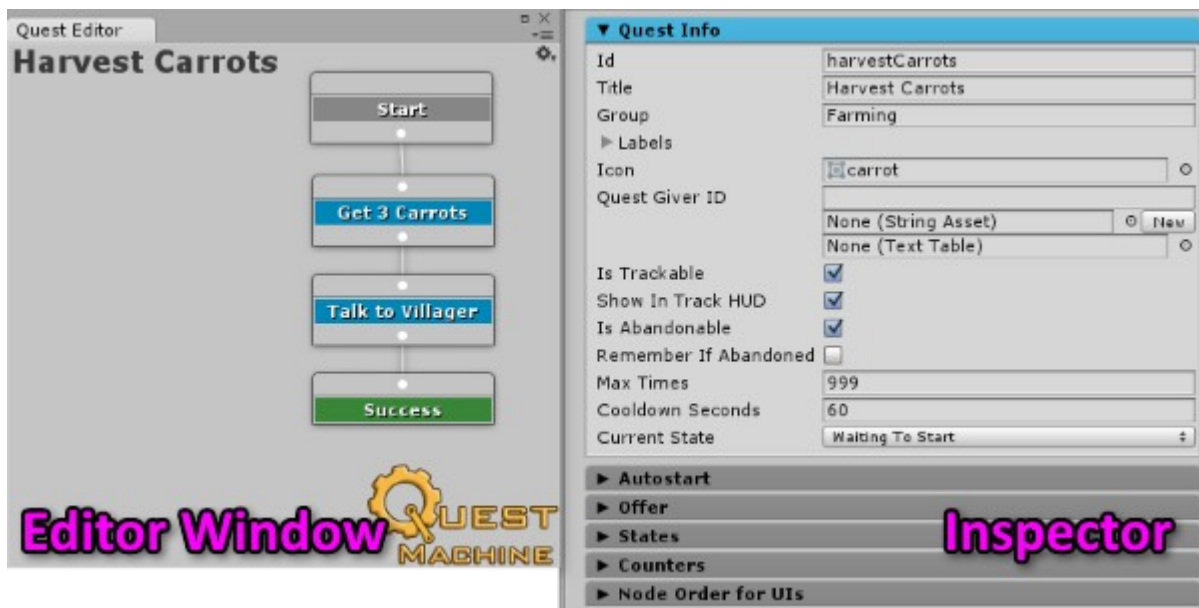 Quest Editor
Harvest Carrots
Start
Get 3 Carrots
Talk to Villager
Success
Editor Window
QUEST
MACHINE
Quest Info
Id harvestCarrots
Title Harvest Carrots
Group Farming
Labels
Icon carrot
Quest Giver ID
None (String Asset) New
None (Text Table)
Is Trackable
Show In Track HUD
Is Abandonable
Remember If Abandoned
Max Times 999
Cooldown Seconds 60
Current State Waiting To Start
Autostart
Offer
States
Counters
Node Order for UIs
Inspector